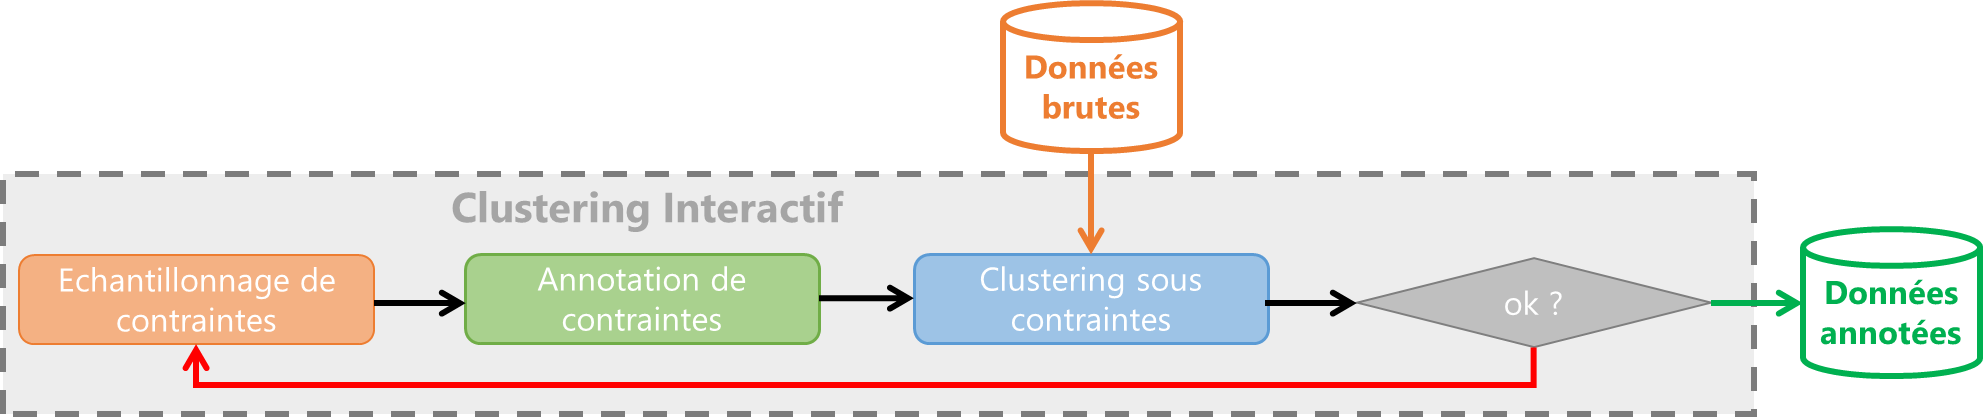 Données
brutes
Clustering Interactif
Echantillonnage de
contraintes
Annotation de
contraintes
Clustering sous
contraintes
ok ?
Données
annotées